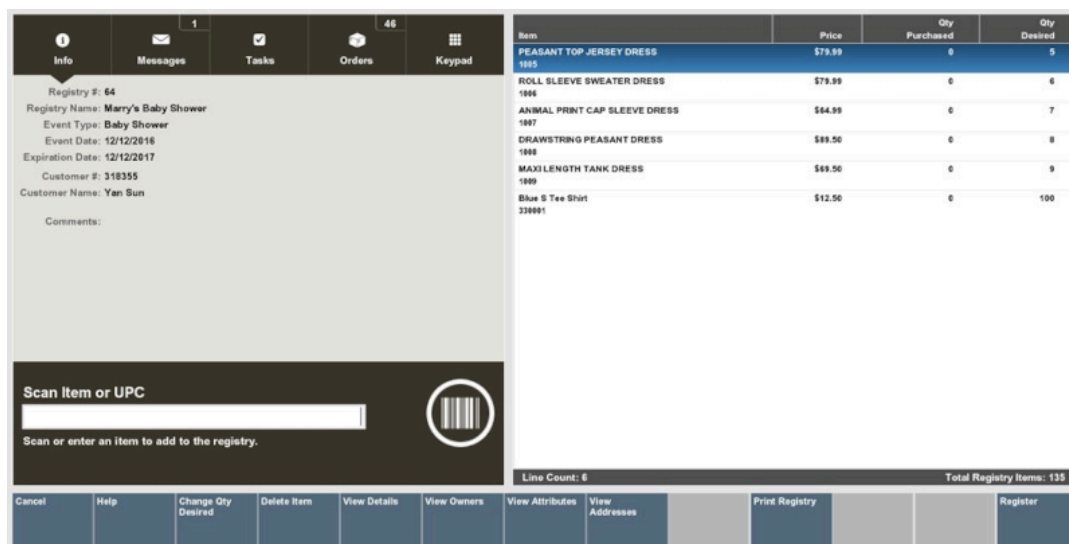 1
46
Info
Messages
Tasks
Orders
Keypad
Registry #: 64
Registry Name: Marry's Baby Shower
Event Type: Baby Shower
Event Date: 12/12/2016
Expiration Date: 12/12/2017
Customer #: 318355
Customer Name: Yan Sun
Comments:
Scan Item or UPC
Scan or enter an item to add to the registry.
Item Price Qty Purchased Qty Desired
PEASANT TOP JERSEY DRESS $79.99 0 5
1005
ROLL SLEEVE SWEATER DRESS $79.99 0 6
1006
ANIMAL PRINT CAP SLEEVE DRESS $64.99 0 7
1007
DRAWSTRING PEASANT DRESS $89.50 0 8
1008
MAXI LENGTH TANK DRESS $69.50 0 9
1009
Blue S Tee Shirt $12.50 0 100
330001
Line Count: 6 Total Registry Items: 135
Cancel
Help
Change Qty
Desired
Delete Item
View Details
View Owners
View Attributes
View
Addresses
Print Registry
Register